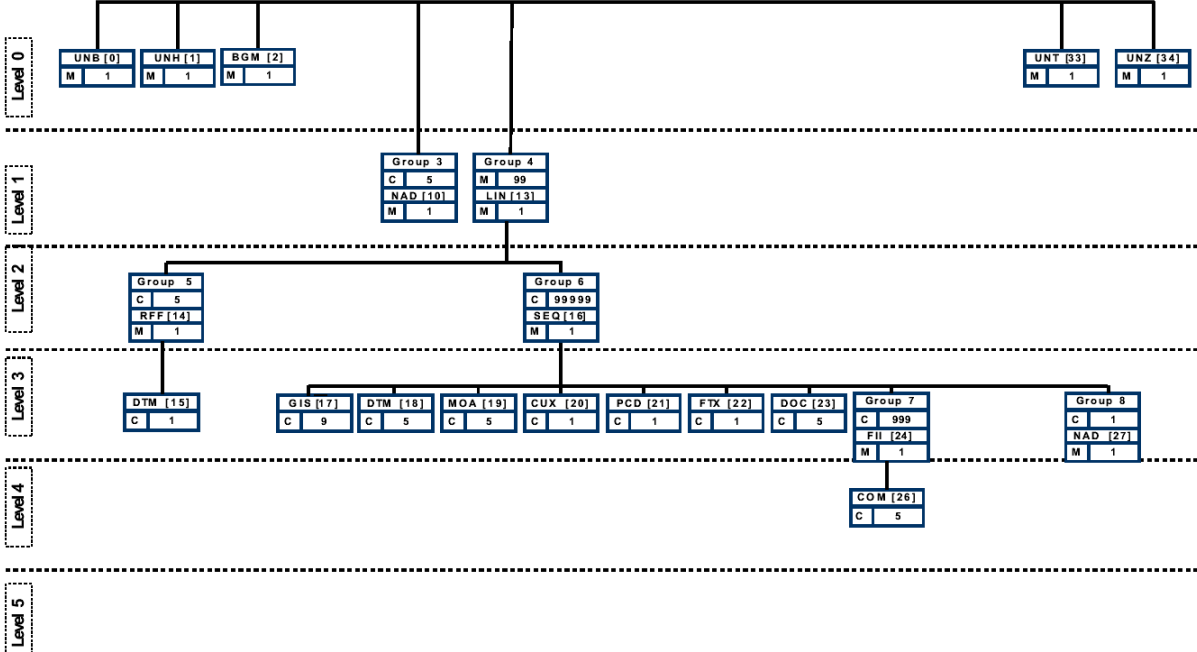 Level 0
UNB [0]
M 1
UNH [1]
M 1
BGM [2]
M 1
UNT [33]
M 1
UNZ [34]
M 1
Level 1
Group 3
C 5
NAD [10]
M 1
Group 4
M 99
LIN [13]
M 1
Level 2
Group 5
C 5
RFF [14]
M 1
Group 6
C 99999
SEQ [16]
M 1
Level 3
DTM [15]
C 1
GIS [17]
C 9
DTM [18]
C 5
MOA [19]
C 5
CUX [20]
C 1
PCD [21]
C 1
FTX [22]
C 1
DOC [23]
C 5
Group 7
C 999
FII [24]
M 1
Group 8
C 1
NAD [27]
M 1
Level 4
COM [26]
C 5
Level 5